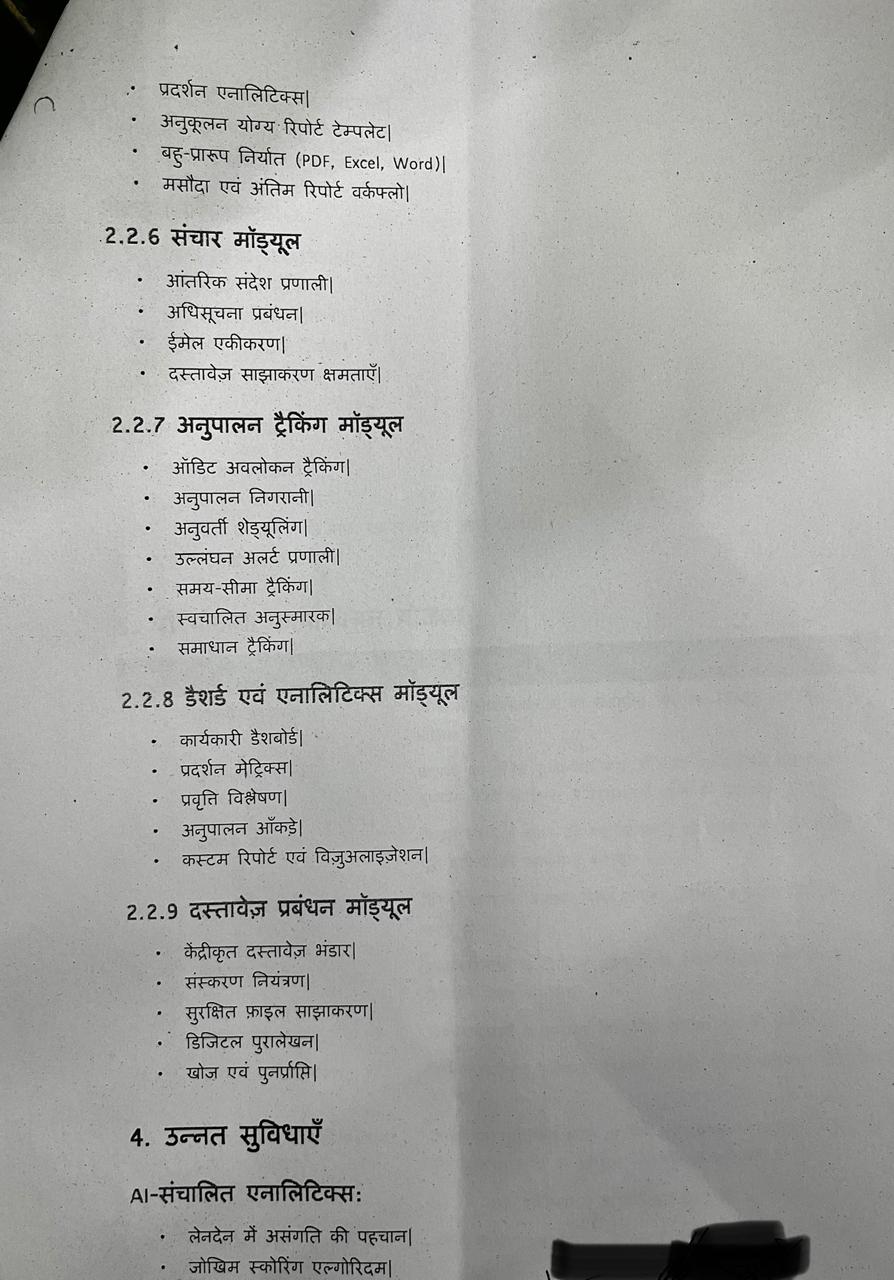 • प्रदर्शन एनालिटिक्स|
• अनुकूलन योग्य रिपोर्ट टेम्पलेट|
• बहु-प्रारूप निर्यात (PDF, Excel, Word)|
• मसौदा एवं अंतिम रिपोर्ट वर्कफ्लो|
2.2.6 संचार मॉड्यूल
• आंतरिक संदेश प्रणाली|
• अधिसूचना प्रबंधन|
• ईमेल एकीकरण|
• दस्तावेज़ साझाकरण क्षमताएँ|
2.2.7 अनुपालन ट्रैकिंग मॉड्यूल
• ऑडिट अवलोकन ट्रैकिंग|
• अनुपालन निगरानी|
• अनुवर्ती शेड्यूलिंग|
• उल्लंघन अलर्ट प्रणाली|
• समय-सीमा ट्रैकिंग|
• स्वचालित अनुस्मारक|
• समाधान ट्रैकिंग|
2.2.8 डैशर्ड एवं एनालिटिक्स मॉड्यूल
• कार्यकारी डैशबोर्ड|
• प्रदर्शन मेट्रिक्स|
• प्रवृत्ति विश्लेषण|
• अनुपालन आँकड़े|
• कस्टम रिपोर्ट एवं विज़ुअलाइज़ेशन|
2.2.9 दस्तावेज़ प्रबंधन मॉड्यूल
• केंद्रीकृत दस्तावेज़ भंडार|
• संस्करण नियंत्रण|
• सुरक्षित फ़ाइल साझाकरण|
• डिजिटल पुरालेखन|
• खोज एवं पुनर्प्राप्ति|
4. उन्नत सुविधाएँ
AI-संचालित एनालिटिक्स:
• लेनदेन में असंगति की पहचान|
• जोखिम स्कोरिंग एल्गोरिदम|